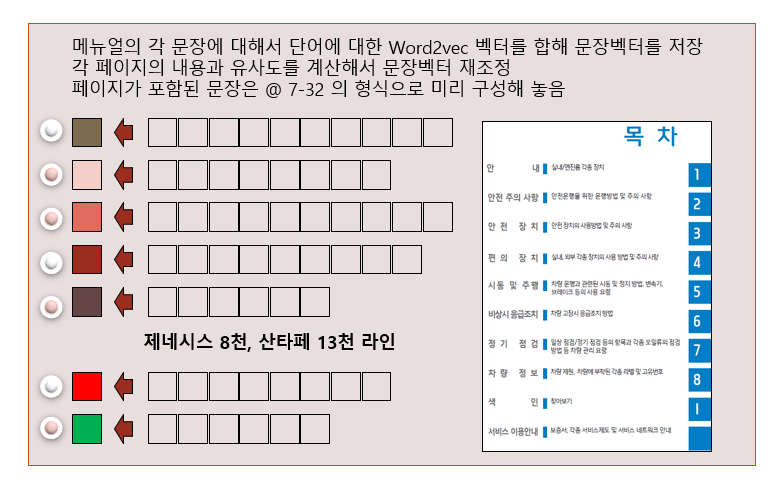 메뉴얼의 각 문장에 대해서 단어에 대한 Word2vec 벡터를 합해 문장벡터를 저장
각 페이지의 내용과 유사도를 계산해서 문장벡터 재조정
페이지가 포함된 문장은 @ 7-32 의 형식으로 미리 구성해 놓음
제네시스 8천, 산타페 13천 라인
목 차
안 내 실내/엔진룸 각종 장치 1
안전 주의 사항 안전운행을 위한 운행방법 및 주의 사항 2
안 전 장 치 안전 장치의 사용방법 및 주의 사항 3
편 의 장 치 실내, 외부 각종 장치의 사용 방법 및 주의 사항 4
시 동 및 주 행 차량 운행과 관련된 시동 및 정지 방법, 변속기, 5
브레이크 등의 사용 요령
비상시 응급조치 차량 고장시 응급조치 방법 6
정 기 점 검 일상 점검/정기 점검 등의 항목과 각종 오일류의 점검 7
방법 등 차량 관리 요령
차 량 정 보 차량 제원, 차량에 부착된 각종 라벨 및 고유번호 8
색 인 찾아보기 I
서비스 이용안내 보증서, 각종 서비스제도 및 서비스 네트워크 안내